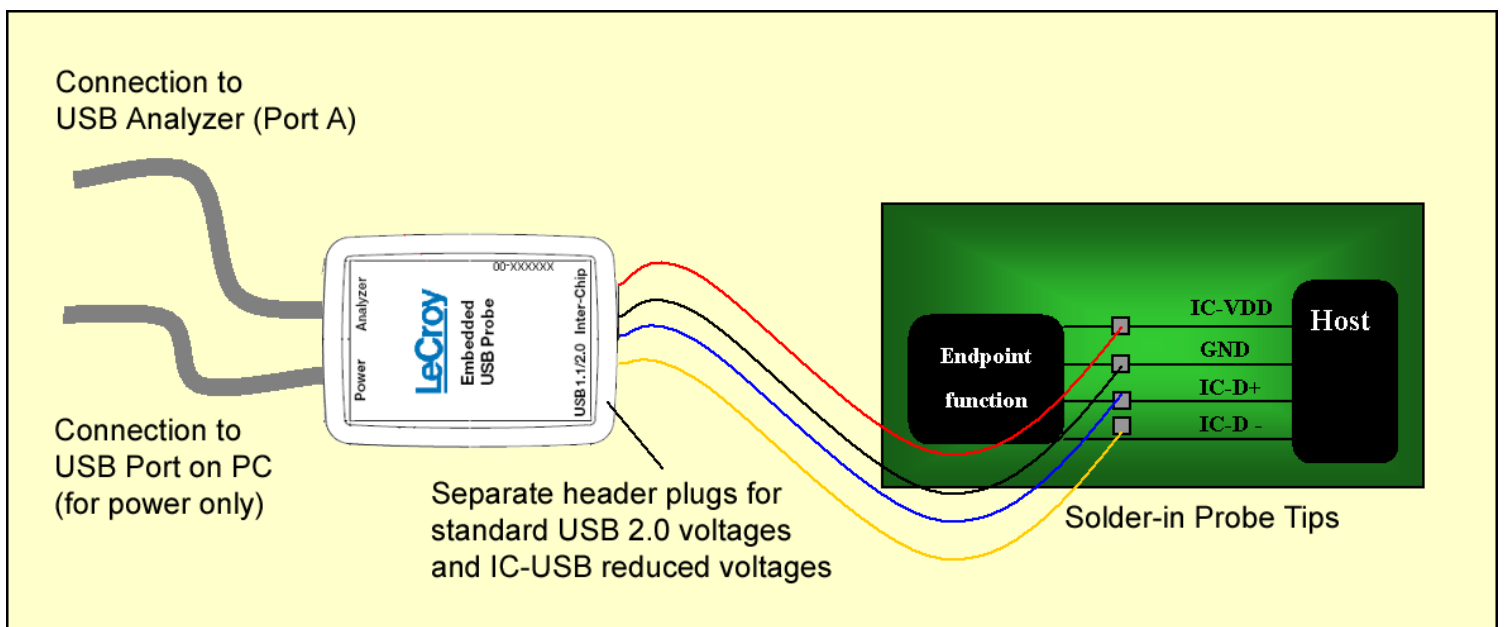 Connection to
USB Analyzer (Port A)
Power
Analyzer
LeCroy
Embedded
USB Probe
00-XXXXXX
USB 1.1/2.0
Inter-Chip
Connection to
USB Port on PC
(for power only)
Separate header plugs for
standard USB 2.0 voltages
and IC-USB reduced voltages
Endpoint
function
IC-VDD
GND
IC-D+
IC-D -
Host
Solder-in Probe Tips